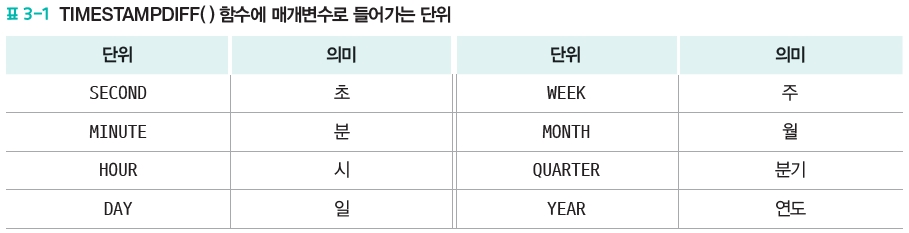 표 3-1 TIMESTAMPDIFF( ) 함수에 매개변수로 들어가는 단위
단위 의미 단위 의미
SECOND 초 WEEK 주
MINUTE 분 MONTH 월
HOUR 시 QUARTER 분기
DAY 일 YEAR 연도